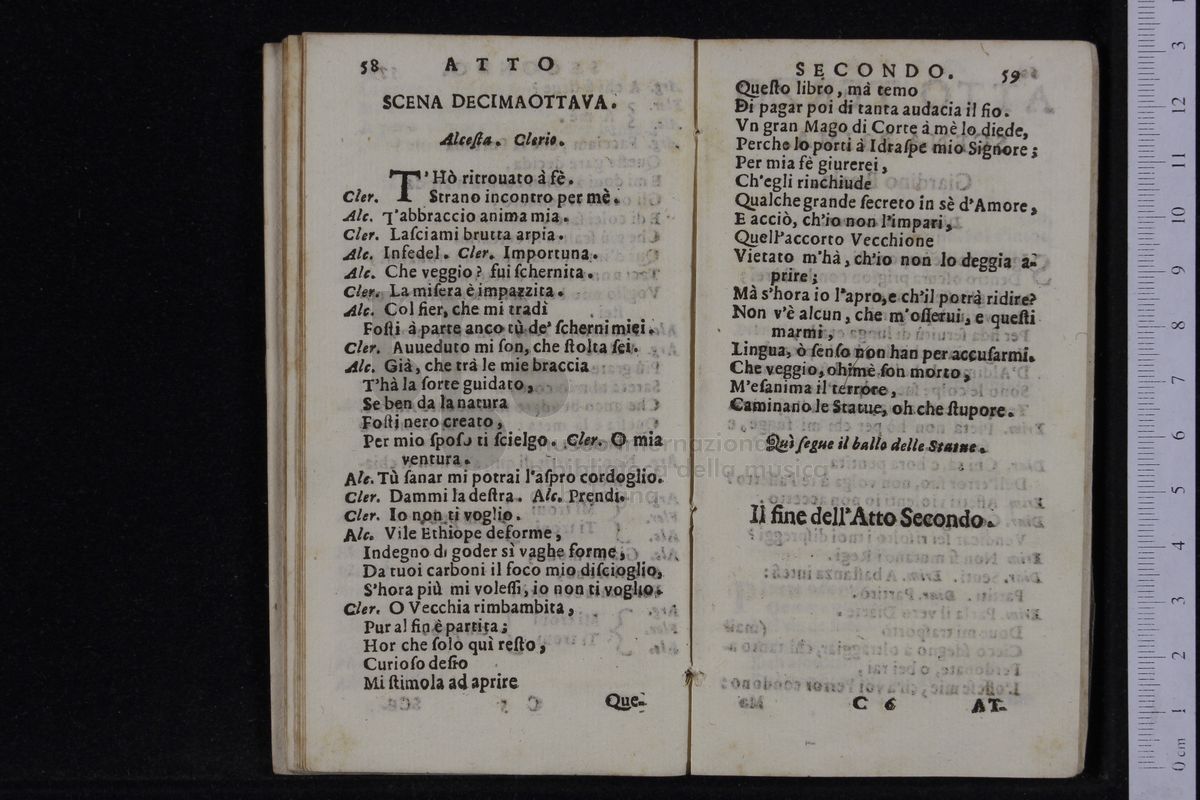 58 ATTO
SCENA DECIMAOTTAVA.
Alcesta. Clerio.
T'Hò ritrouato à fè.
Cler. Strano incontro per mè.
Alc. T'abbraccio anima mia.
Cler. Laſciami brutta arpia.
Alc. Infedel. Cler. Importuna.
Alc. Che veggio? fui ſchernita.
Cler. La miſera è impazzita.
Alc. Col fier, che mi tradì
Foſti à parte anco tù de' ſcherni miei.
Cler. Auueduto mi ſon, che ſtolta ſei.
Alc. Già, che trà le mie braccia
T'hà la ſorte guidato,
Se ben da la natura
Foſti nero creato,
Per mio ſpoſo ti ſcielgo. Cler. O mia
ventura.
Alc. Tù ſanar mi potrai l'aſpro cordoglio.
Cler. Dammi la deſtra. Alc. Prendi.
Cler. Io non ti voglio.
Alc. Vile Ethiope deforme,
Indegno di goder sì vaghe forme,
Da tuoi carboni il foco mio diſcioglio,
S'hora più mi voleſſi, io non ti voglio.
Cler. O Vecchia rimbambita,
Pur al fin è partita;
Hor che ſolo quì reſto,
Curioſo deſio
Mi ſtimola ad aprire
Que-
SECONDO. 59
Queſto libro, mà temo
Di pagar poi di tanta audacia il fio.
Vn gran Mago di Corte à mè lo diede,
Perche lo porti à Idraſpe mio Signore;
Per mia fè giurerei,
Ch'egli rinchiude
Qualche grande ſecreto in sè d'Amore,
E acciò, ch'io non l'impari,
Quell'accorto Vecchione
Vietato m'hà, ch'io non lo deggia a-
prire;
Mà s'hora io l'apro, e ch'il potrà ridire?
Non v'è alcun, che m'oſſerui, e queſti
marmi,
Lingua, ò ſenſo non han per accuſarmi.
Che veggio, ohimè ſon morto,
M'eſanima il terrore,
Caminano le Statue, oh che ſtupore.
Quì ſegue il ballo delle Statue.
Il fine dell'Atto Secondo.
C 6 AT-